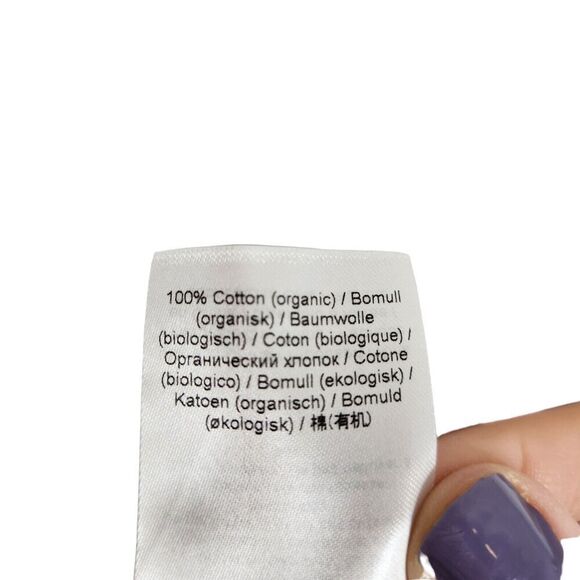 100% Cotton (organic) / Bomull
(organisk) / Baumwolle
(biologisch) / Coton (biologique) /
Органический хлопок / Cotone
(biologico) / Bomull (ekologisk) /
Katoen (organisch) / Bomuld
(økologisk) / 棉(有机)